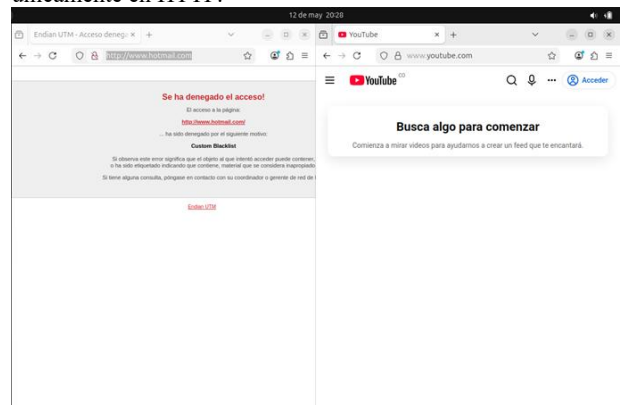 únicamente en HTTP.
12 de may 20:28
Endian UTM - Acceso deneg
http://www.hotmail.com
Se ha denegado el acceso!
El acceso a la página:
http://www.hotmail.com/
... ha sido denegado por el siguiente motivo:
Custom Blacklist
Si observa este error significa que el objeto al que intentó acceder puede contener,
o ha sido etiquetado indicando que contiene, material que se considera inapropiado
Si tiene alguna consulta, póngase en contacto con su coordinador o gerente de red de
Endian UTM
YouTube
www.youtube.com
YouTube CO
Acceder
Busca algo para comenzar
Comienza a mirar videos para ayudarnos a crear un feed que te encantará.